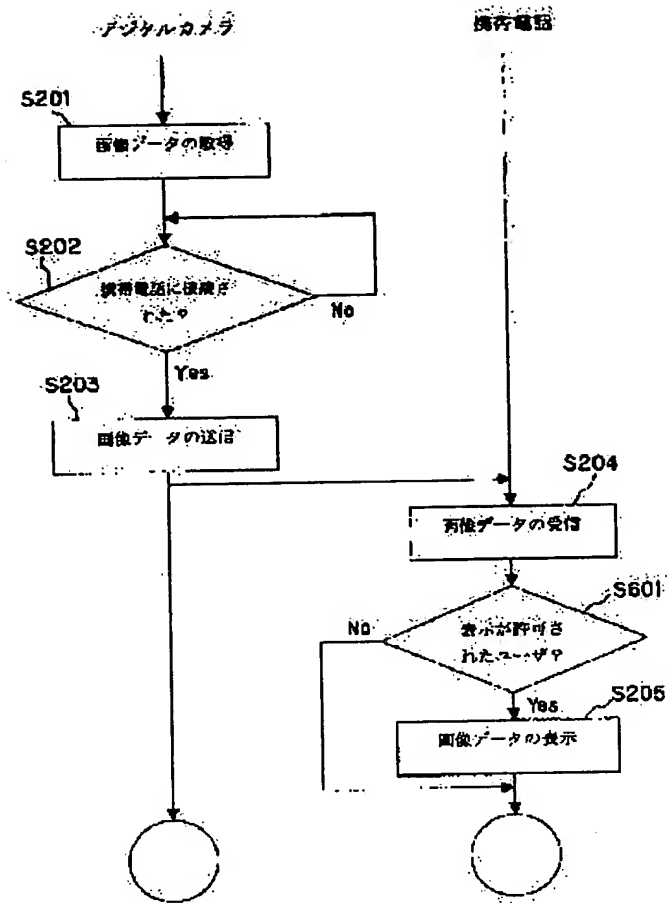 デジタルカメラ
携帯電話
S201
画像データの取得
S202
携帯電話に接続さ
れた?
No
Yes
S203
画像データの送信
S204
画像データの受信
S601
表示が許可さ
れたユーザ?
No
Yes
S205
画像データの表示